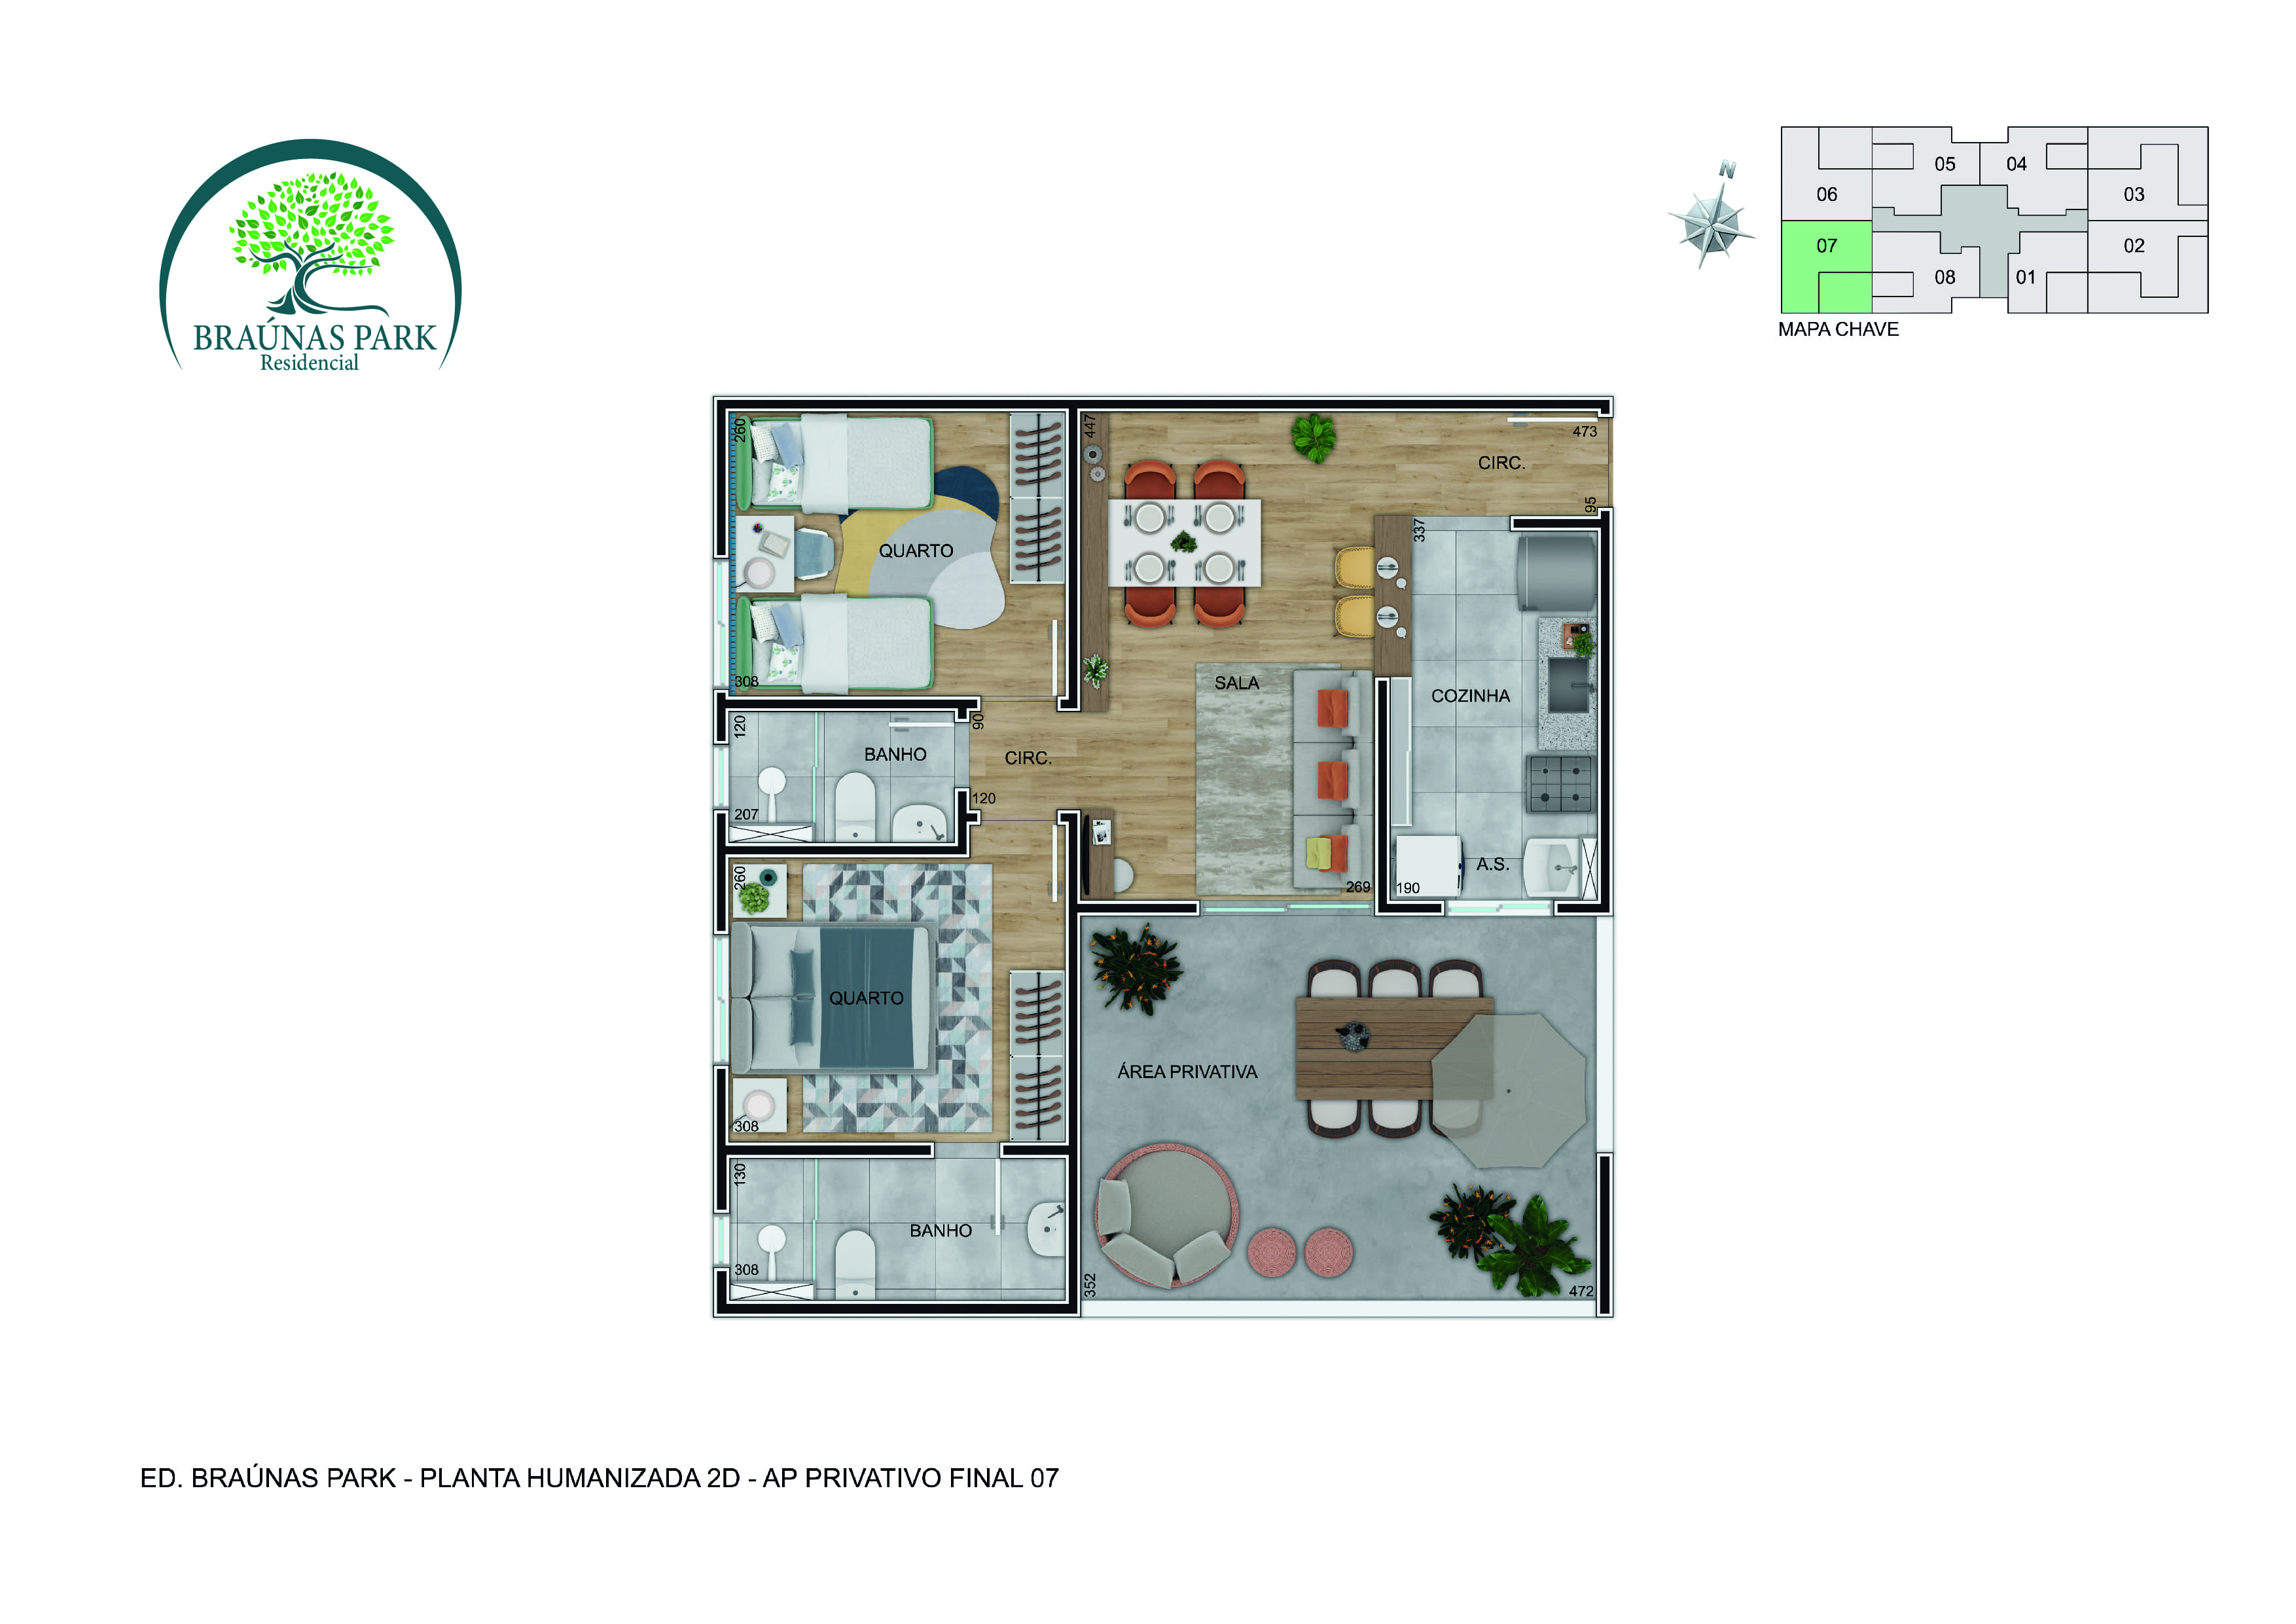 BRAÚNAS PARK
Residencial
N
05
04
06
03
07
02
08
01
MAPA CHAVE
260
447
473
CIRC.
95
337
QUARTO
308
SALA
COZINHA
120
90
BANHO
CIRC.
120
207
260
A.S.
269
190
QUARTO
ÁREA PRIVATIVA
308
130
BANHO
308
352
472
ED. BRAÚNAS PARK - PLANTA HUMANIZADA 2D - AP PRIVATIVO FINAL 07